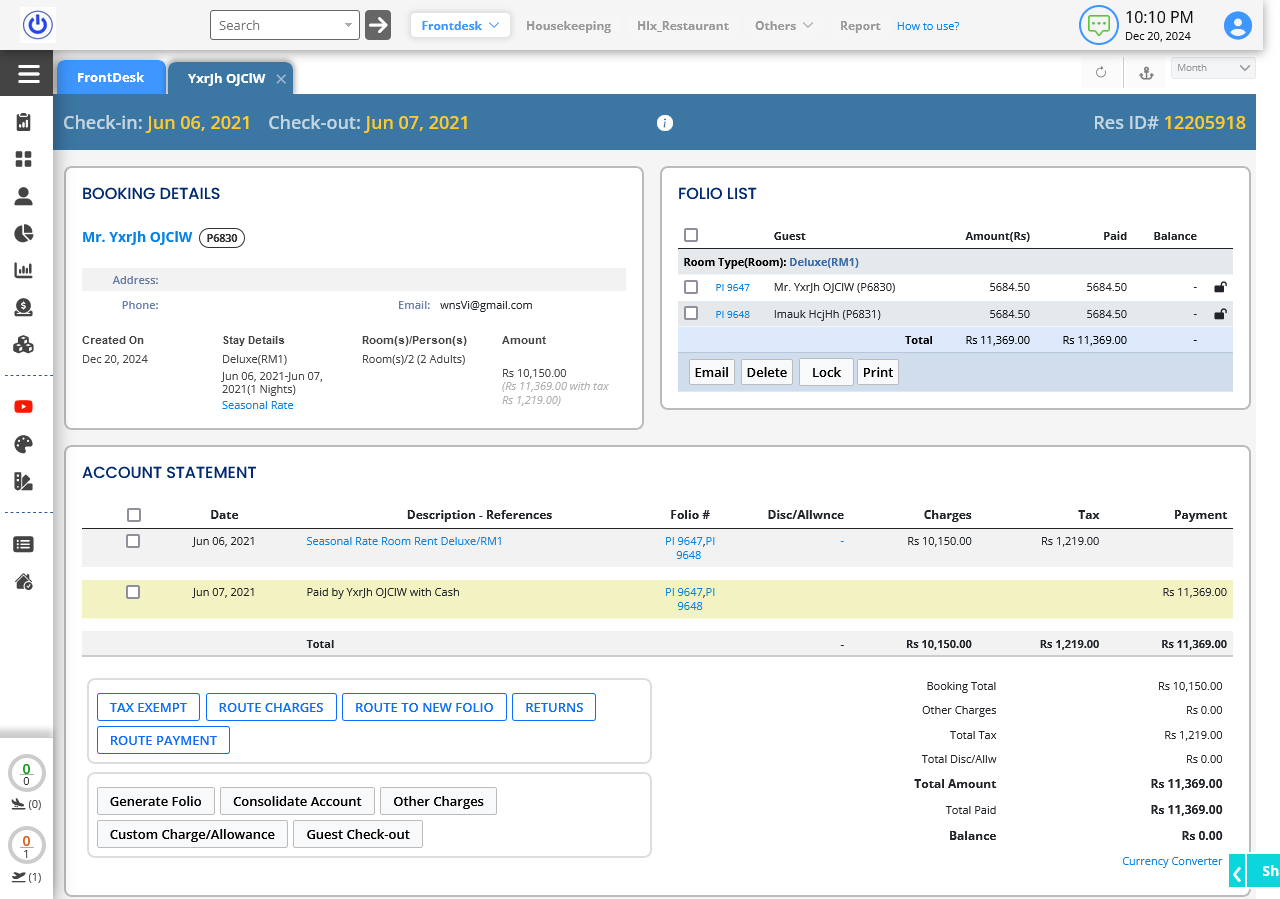 Search
Frontdesk
Housekeeping
Hlx_Restaurant
Others
Report
How to use?
10:10 PM
Dec 20, 2024
FrontDesk
YxrJh OJClW
Month
Check-in: Jun 06, 2021 Check-out: Jun 07, 2021
Res ID# 12205918
BOOKING DETAILS
Mr. YxrJh OJClW P6830
Address:
Phone:
Email: wnsVi@gmail.com
Created On Stay Details Room(s)/Person(s) Amount
Dec 20, 2024 Deluxe(RM1) Room(s)/2 (2 Adults)
Jun 06, 2021-Jun 07, Rs 10,150.00
2021(1 Nights) (Rs 11,369.00 with tax
Seasonal Rate Rs 1,219.00)
FOLIO LIST
Guest Amount(Rs) Paid Balance
Room Type(Room): Deluxe(RM1)
PI 9647 Mr. YxrJh OJClW (P6830) 5684.50 5684.50 -
PI 9648 Imauk HcjHh (P6831) 5684.50 5684.50 -
Total Rs 11,369.00 Rs 11,369.00 -
Email Delete Lock Print
ACCOUNT STATEMENT
Date Description - References Folio # Disc/Allwnce Charges Tax Payment
Jun 06, 2021 Seasonal Rate Room Rent Deluxe/RM1 PI 9647,PI - Rs 10,150.00 Rs 1,219.00
9648
Jun 07, 2021 Paid by YxrJh OJClW with Cash PI 9647,PI Rs 11,369.00
9648
Total - Rs 10,150.00 Rs 1,219.00 Rs 11,369.00
TAX EXEMPT ROUTE CHARGES ROUTE TO NEW FOLIO RETURNS
ROUTE PAYMENT
Generate Folio Consolidate Account Other Charges
Custom Charge/Allowance Guest Check-out
Booking Total Rs 10,150.00
Other Charges Rs 0.00
Total Tax Rs 1,219.00
Total Disc/Allw Rs 0.00
Total Amount Rs 11,369.00
Total Paid Rs 11,369.00
Balance Rs 0.00
Currency Converter
Sh
0
0
(0)
0
1
(1)